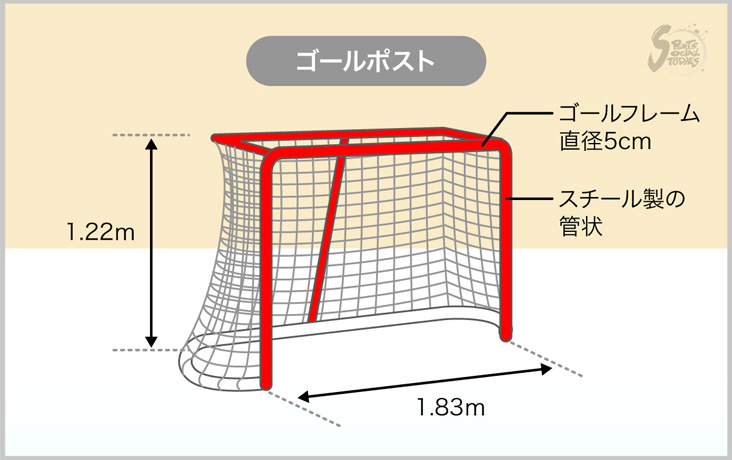 SPORTS
SOCIAL
STORIES
ゴールポスト
ゴールフレーム
直径5cm
1.22m
スチール製の
管状
1.83m